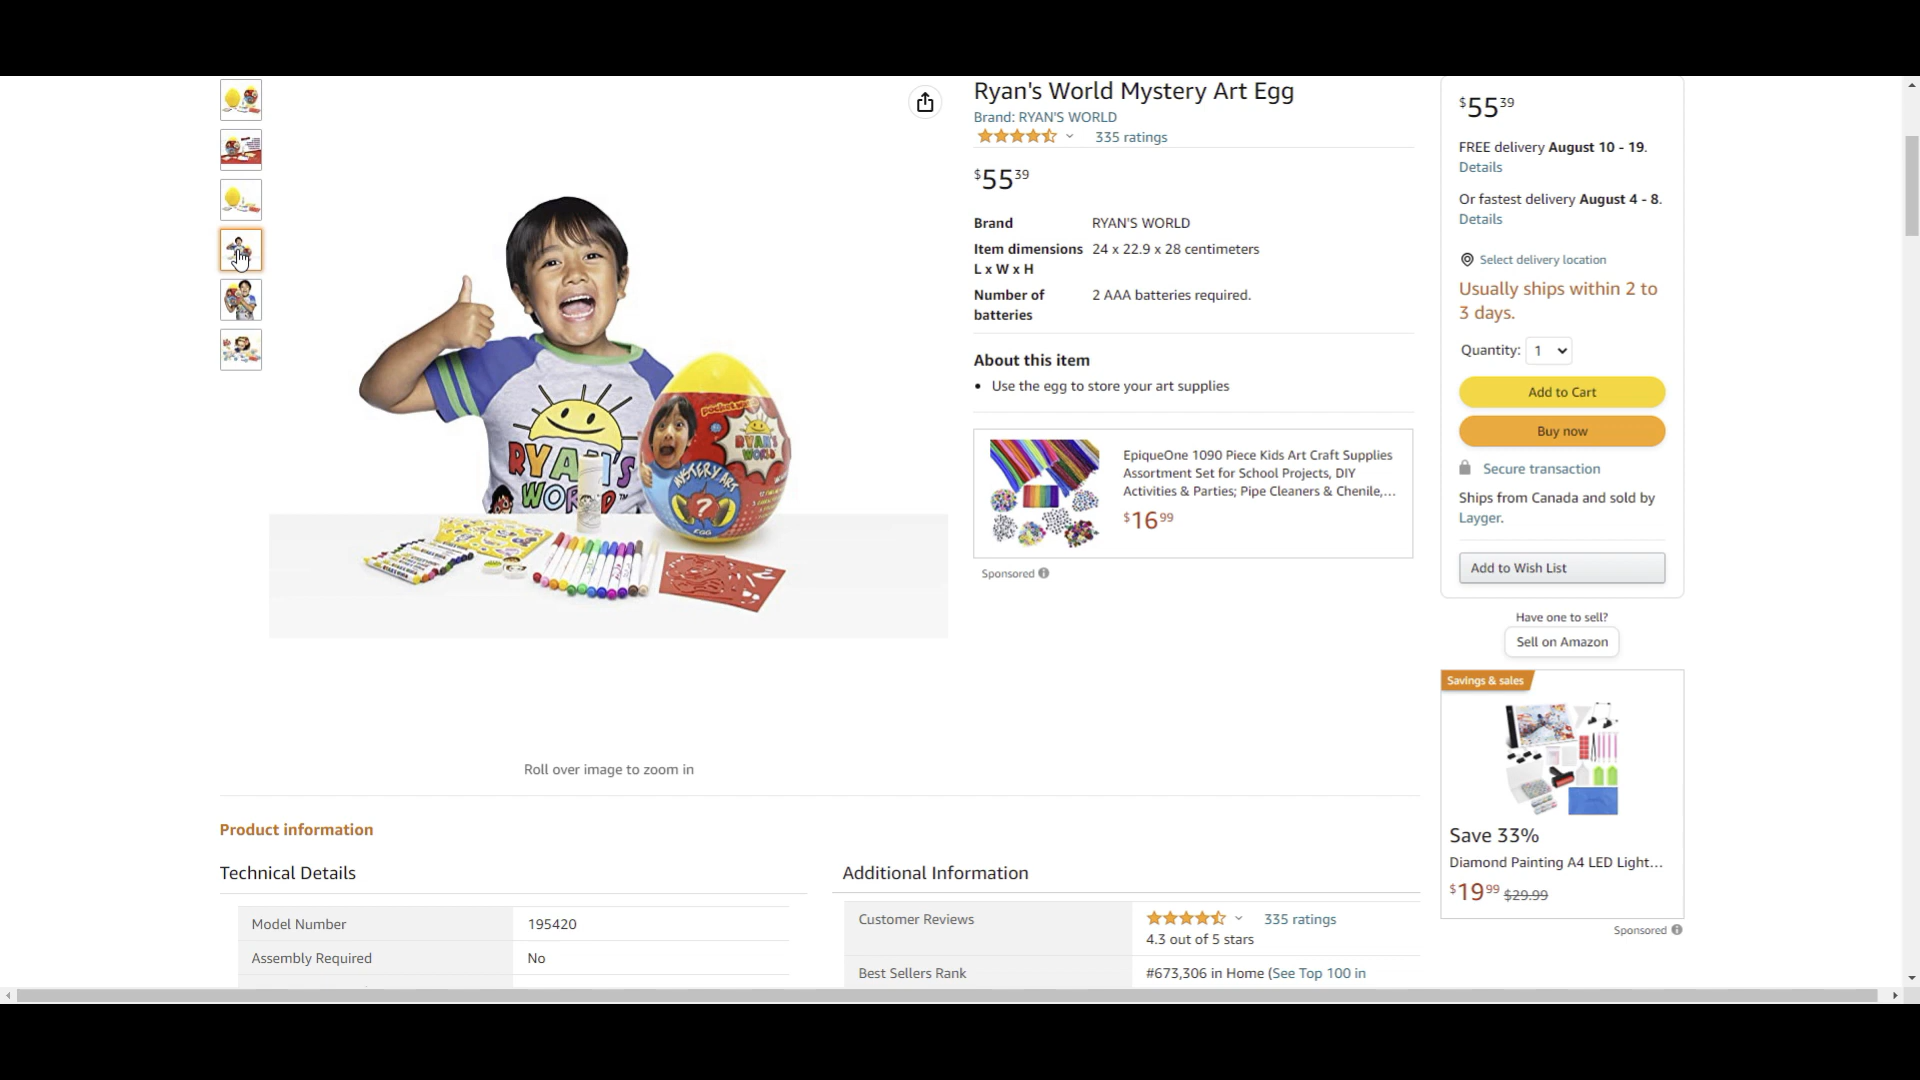 Ryan's World Mystery Art Egg
Brand: RYAN'S WORLD
335 ratings
$55 39
Brand RYAN'S WORLD
Item dimensions 24 x 22.9 x 28 centimeters
L x W x H
Number of 2 AAA batteries required.
batteries
About this item
• Use the egg to store your art supplies
EpiqueOne 1090 Piece Kids Art Craft Supplies
Assortment Set for School Projects, DIY
Activities & Parties; Pipe Cleaners & Chenile,...
$16 99
Sponsored
$55 39
FREE delivery August 10 - 19.
Details
Or fastest delivery August 4 - 8.
Details
Select delivery location
Usually ships within 2 to
3 days.
Quantity: 1
Add to Cart
Buy now
Secure transaction
Ships from Canada and sold by
Layger.
Add to Wish List
Have one to sell?
Sell on Amazon
Savings & sales
Save 33%
Diamond Painting A4 LED Light...
$19 99 $29.99
Sponsored
RYAN'S
WORLD
RYAN'S
WORLD
MYSTERY ART
?
EGG
Roll over image to zoom in
Product information
Technical Details
Model Number 195420
Assembly Required No
Additional Information
Customer Reviews 335 ratings
4.3 out of 5 stars
Best Sellers Rank #673,306 in Home (See Top 100 in